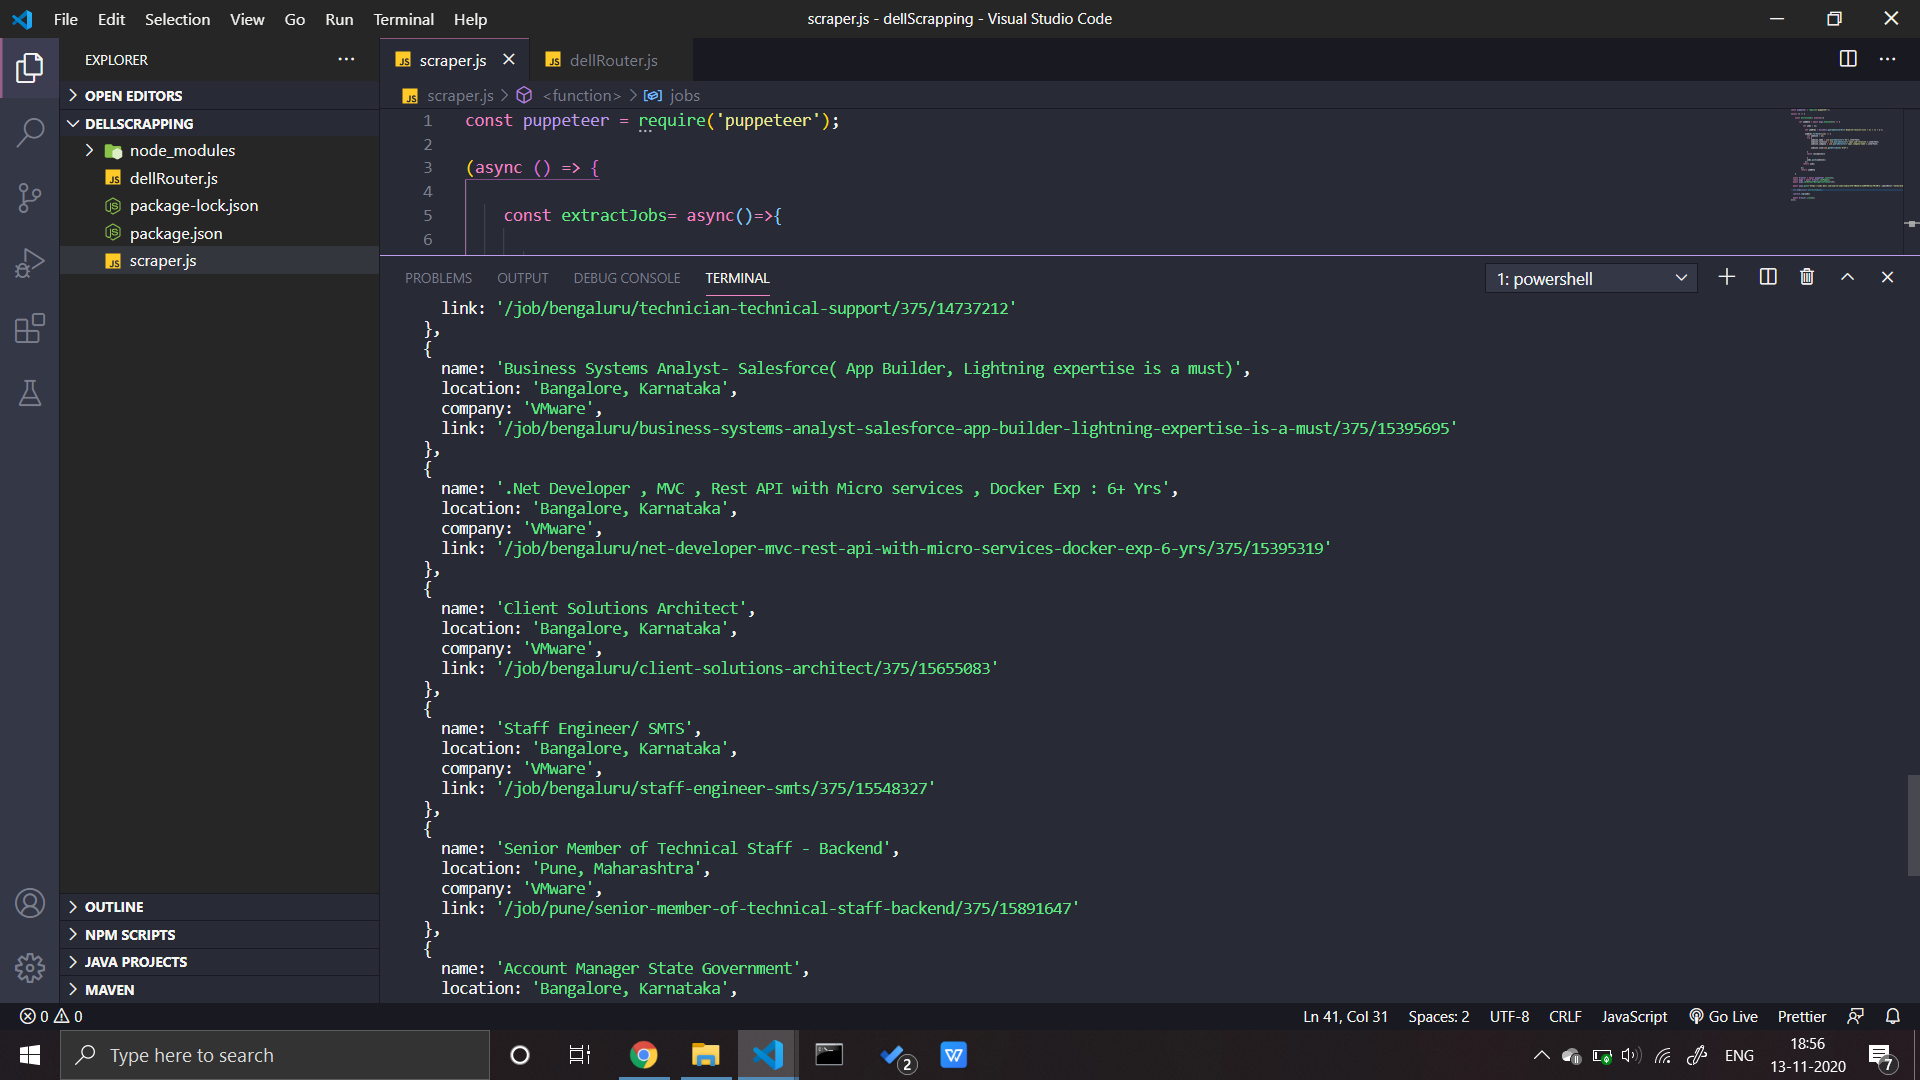 File Edit Selection View Go Run Terminal Help
scraper.js - dellScrapping - Visual Studio Code
EXPLORER
OPEN EDITORS
DELLSCRAPPING
node_modules
dellRouter.js
package-lock.json
package.json
scraper.js
OUTLINE
NPM SCRIPTS
JAVA PROJECTS
MAVEN
scraper.js dellRouter.js
scraper.js > <function> > jobs
1 const puppeteer = require('puppeteer');
2
3 (async () => {
4
5 const extractJobs= async()=>{
6
PROBLEMS OUTPUT DEBUG CONSOLE TERMINAL
1: powershell
link: '/job/bengaluru/technician-technical-support/375/14737212'
},
{
name: 'Business Systems Analyst- Salesforce( App Builder, Lightning expertise is a must)',
location: 'Bangalore, Karnataka',
company: 'VMware',
link: '/job/bengaluru/business-systems-analyst-salesforce-app-builder-lightning-expertise-is-a-must/375/15395695'
},
{
name: '.Net Developer , MVC , Rest API with Micro services , Docker Exp : 6+ Yrs',
location: 'Bangalore, Karnataka',
company: 'VMware',
link: '/job/bengaluru/net-developer-mvc-rest-api-with-micro-services-docker-exp-6-yrs/375/15395319'
},
{
name: 'Client Solutions Architect',
location: 'Bangalore, Karnataka',
company: 'VMware',
link: '/job/bengaluru/client-solutions-architect/375/15655083'
},
{
name: 'Staff Engineer/ SMTS',
location: 'Bangalore, Karnataka',
company: 'VMware',
link: '/job/bengaluru/staff-engineer-smts/375/15548327'
},
{
name: 'Senior Member of Technical Staff - Backend',
location: 'Pune, Maharashtra',
company: 'VMware',
link: '/job/pune/senior-member-of-technical-staff-backend/375/15891647'
},
{
name: 'Account Manager State Government',
location: 'Bangalore, Karnataka',
0 0
Ln 41, Col 31 Spaces: 2 UTF-8 CRLF JavaScript Go Live Prettier
Type here to search
2
ENG
18:56
13-11-2020
7